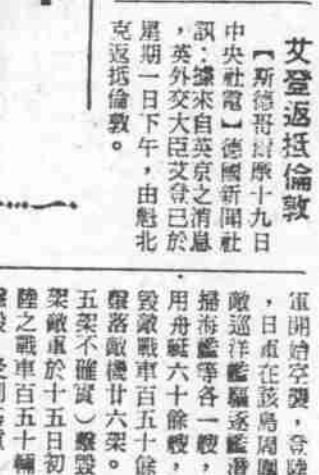 艾登返抵倫敦
【斯德哥爾摩十九日
中央社電】德國新聞社
訊：據來自英京之消息
，英外交大臣艾登已於
星期一日下午，由魁北
克返抵倫敦。
軍開始空襲，登陸
，日軍在該島周圍
敵巡洋艦驅逐艦潛
掃海艦等各一艘，
用舟艇六十餘艘，
毀敵戰車百五十餘
擊落敵機廿六架。
五架不確實）擊毀
架敵軍於十五日初
陸之戰車百五十輛